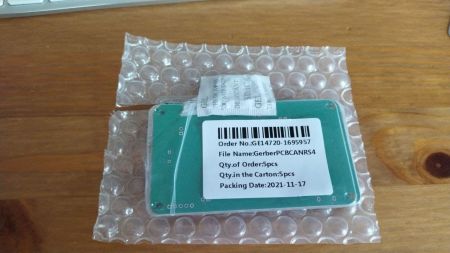 Order No.:GE14720-1695957
File Name:GerberPCBCANRS4
Qty.of Order:5pcs
Qty.in the Carton:5pcs
Packing Date:2021-11-17